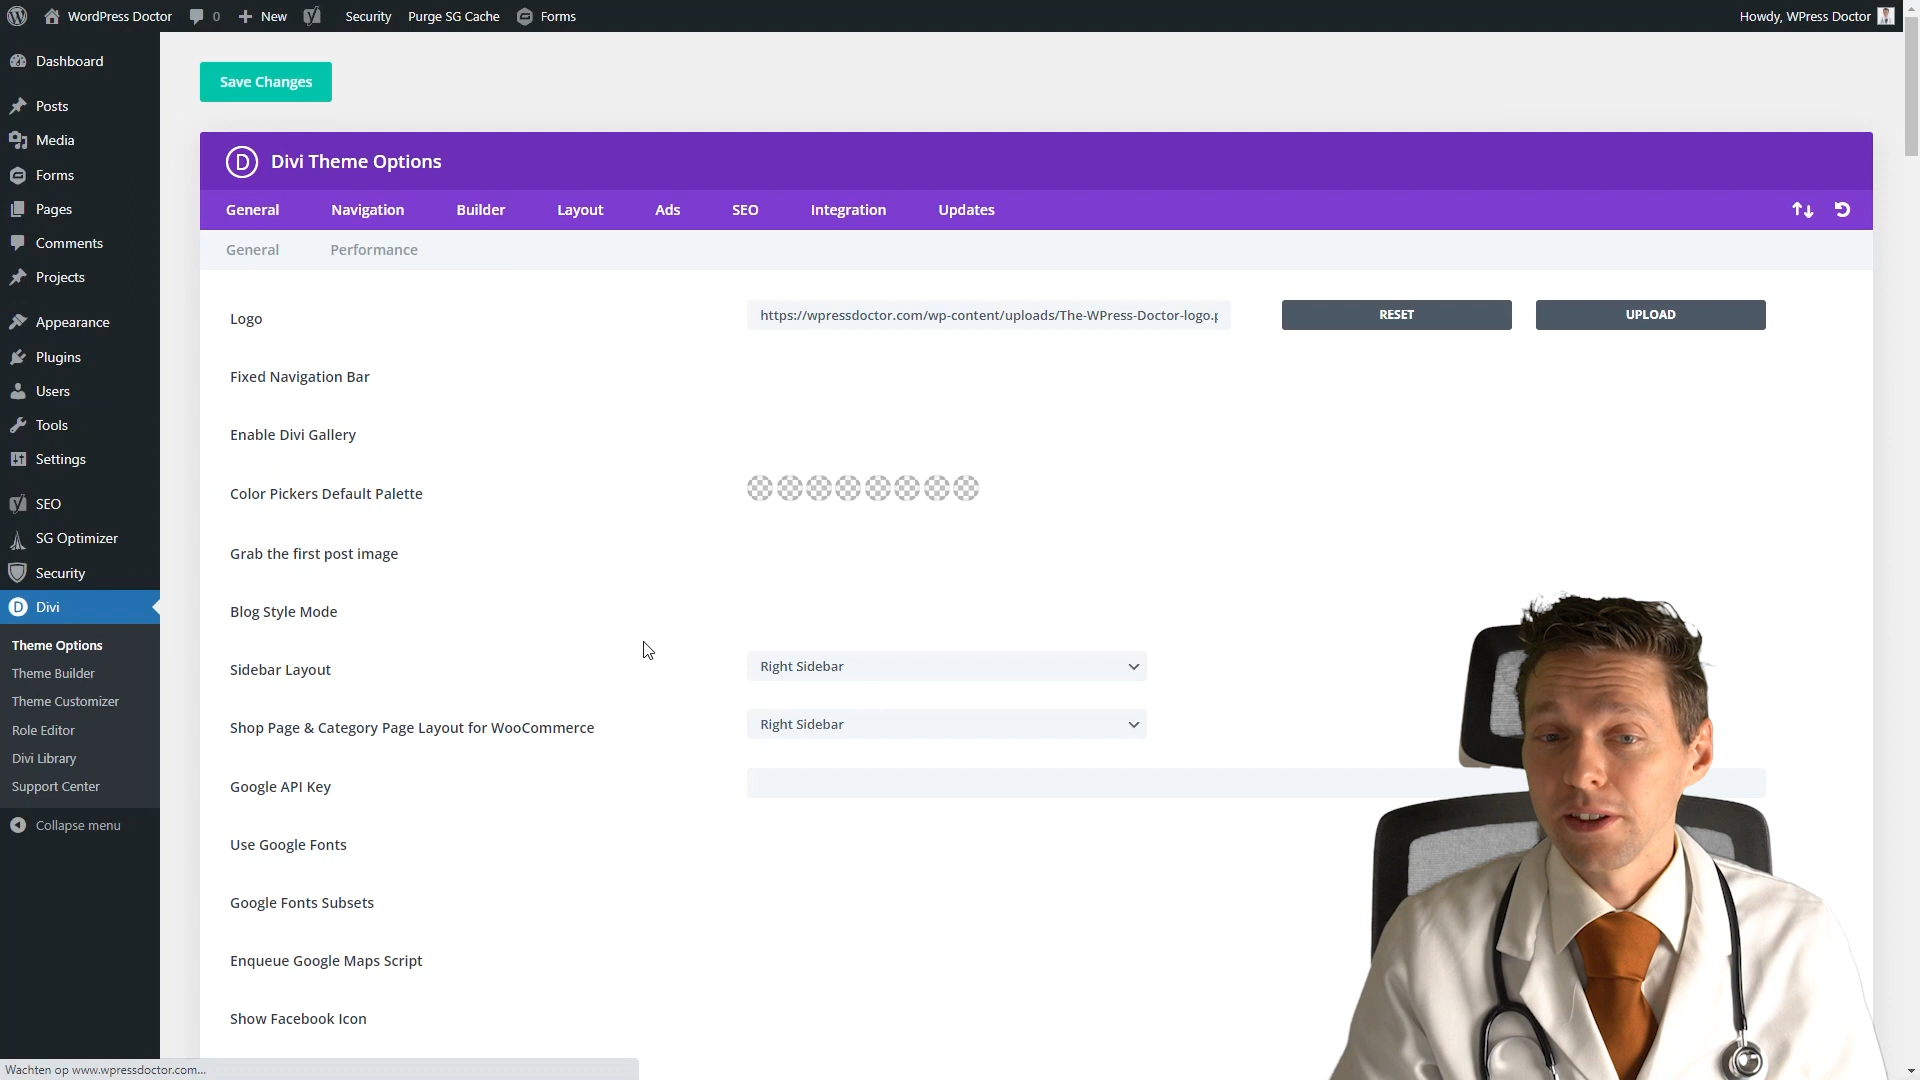 WordPress Doctor 0 New Security Purge SG Cache Forms Howdy, WPress Doctor
Dashboard
Posts
Media
Forms
Pages
Comments
Projects
Appearance
Plugins
Users
Tools
Settings
SEO
SG Optimizer
Security
Divi
Theme Options
Theme Builder
Theme Customizer
Role Editor
Divi Library
Support Center
Collapse menu
Save Changes
D Divi Theme Options
General Navigation Builder Layout Ads SEO Integration Updates
General Performance
Logo https://wpressdoctor.com/wp-content/uploads/The-WPress-Doctor-logo.p RESET UPLOAD
Fixed Navigation Bar
Enable Divi Gallery
Color Pickers Default Palette
Grab the first post image
Blog Style Mode
Sidebar Layout Right Sidebar
Shop Page & Category Page Layout for WooCommerce Right Sidebar
Google API Key
Use Google Fonts
Google Fonts Subsets
Enqueue Google Maps Script
Show Facebook Icon
Wachten op www.wpressdoctor.com...